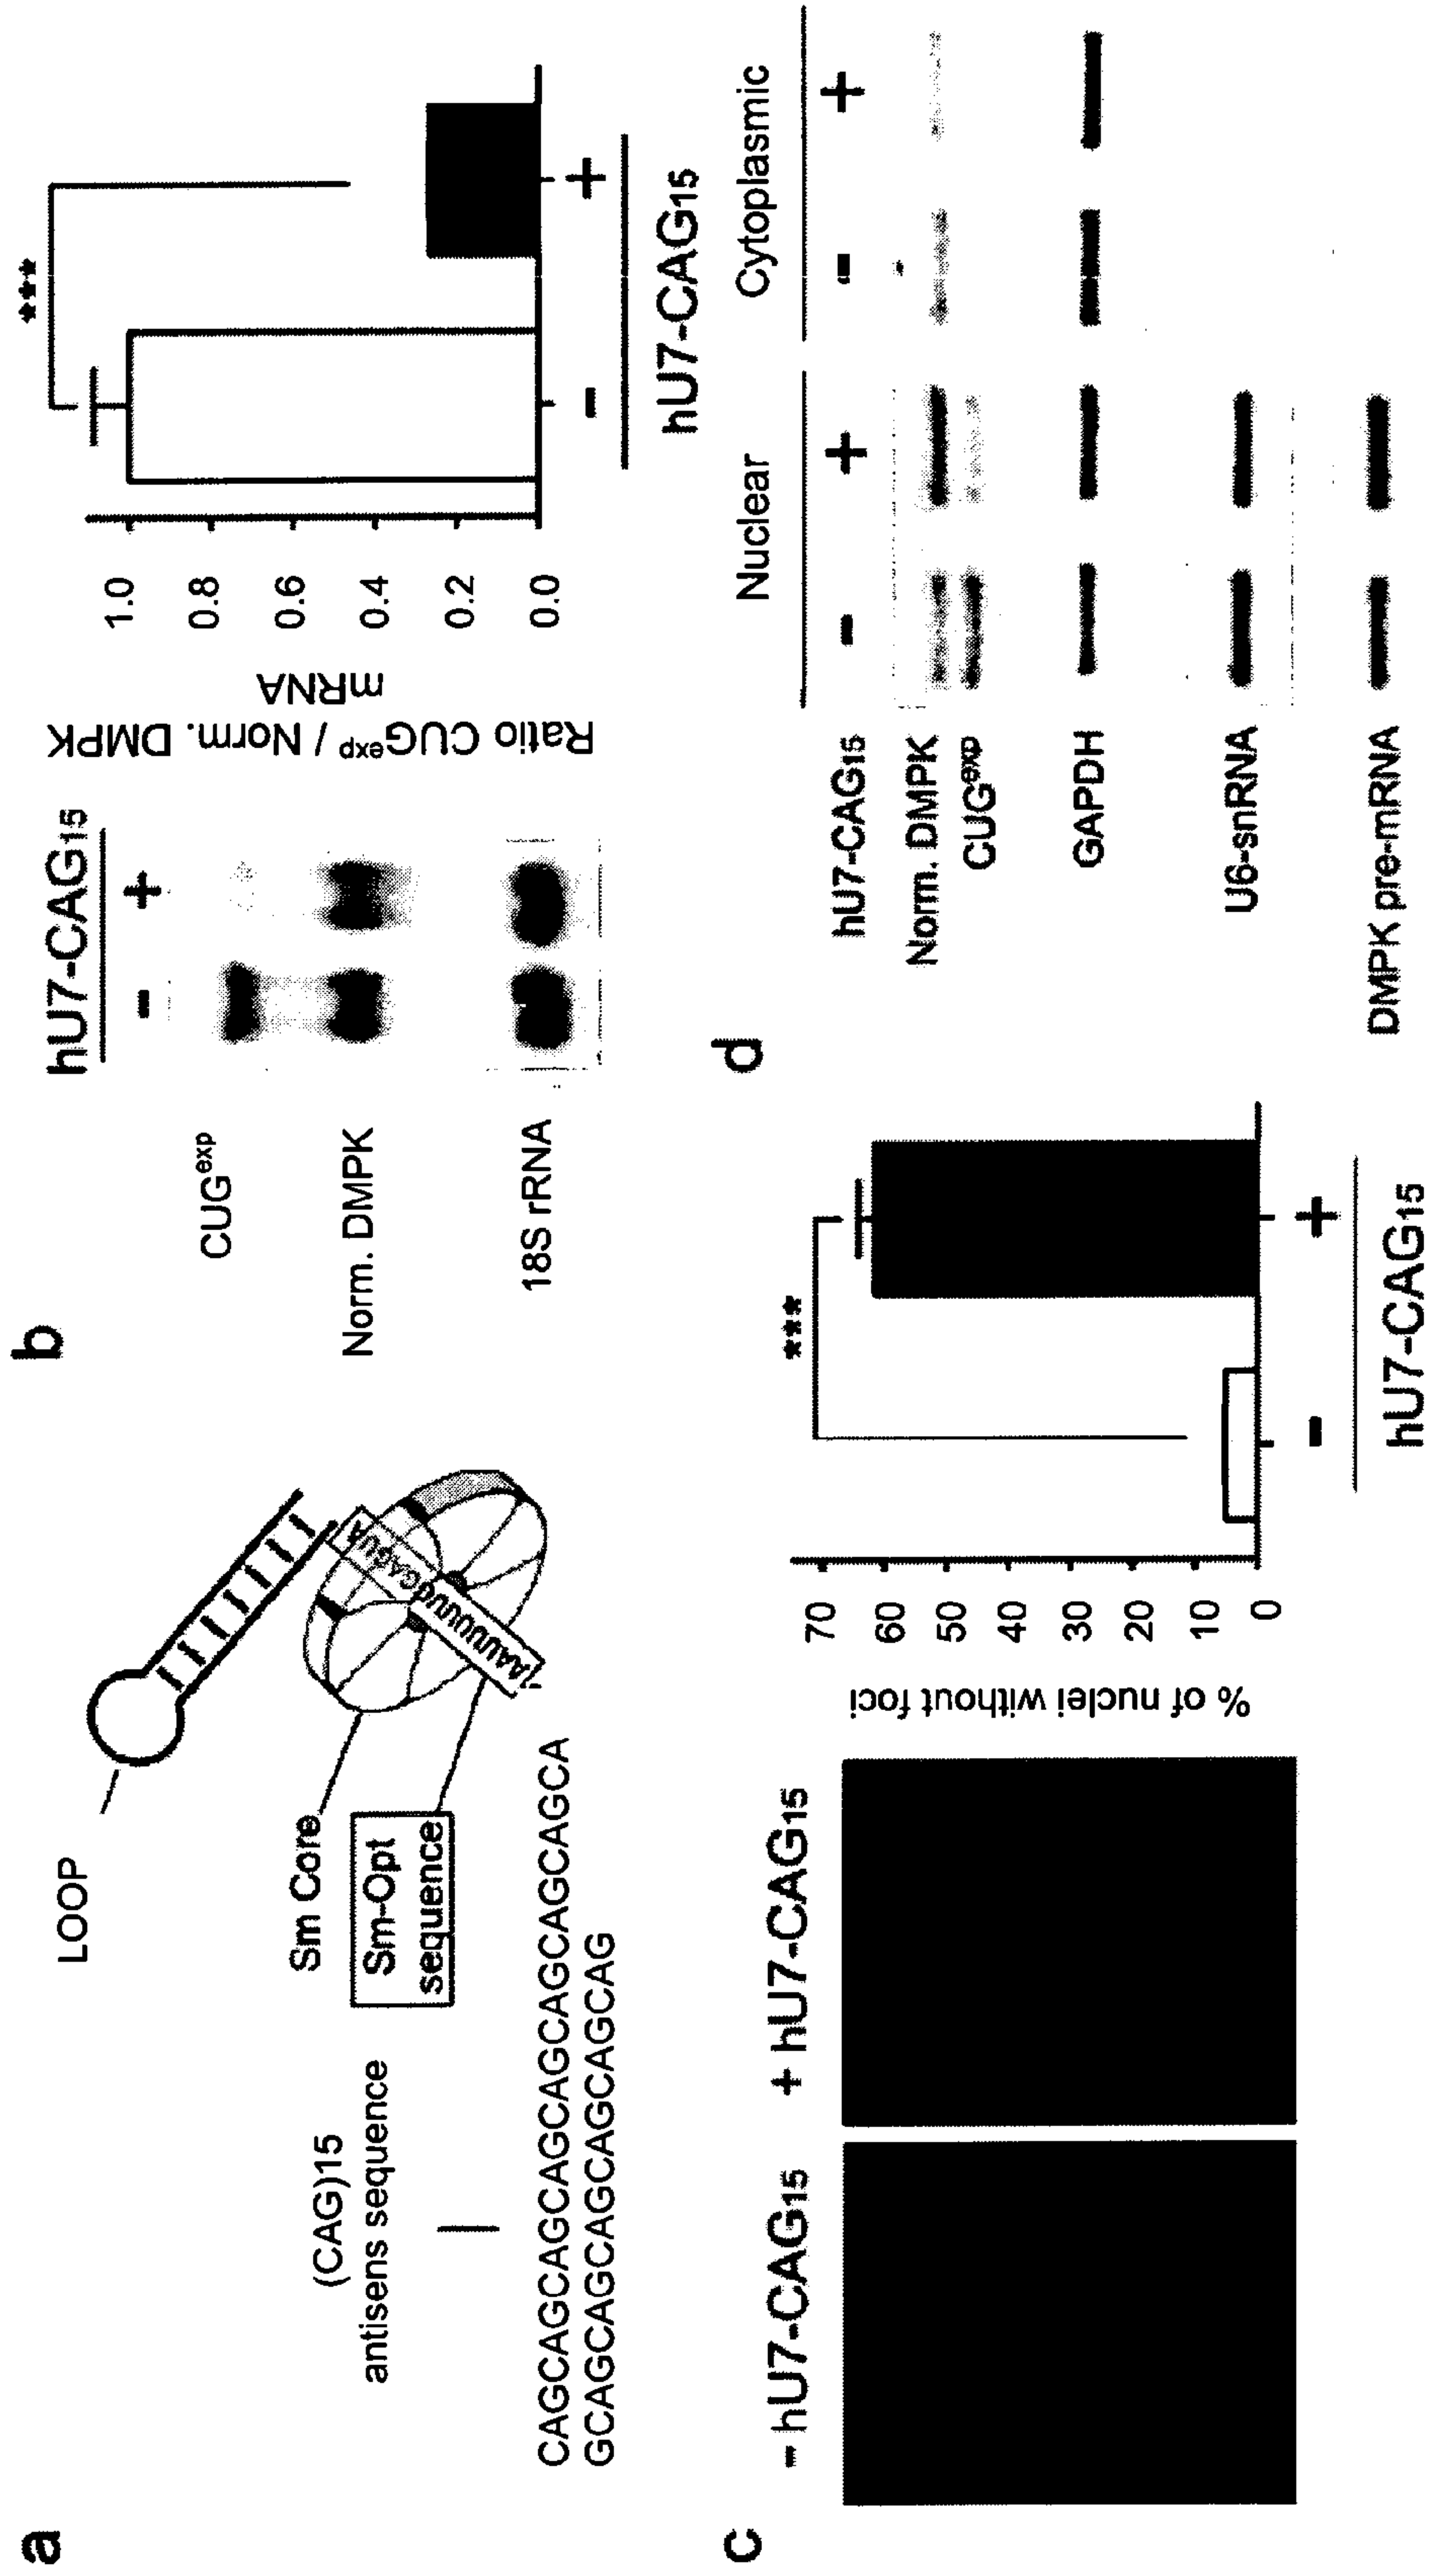 a
LOOP
(CAG)15
antisens sequence
Sm Core
Sm-Opt
sequence
CAGCAGCAGCAGCAGCAGCAGCAGCAGCAGCA
GCAGCAGCAGCAGCAGCAGCAG
b
hU7-CAG15
- +
CUGexp
Norm. DMPK
18S rRNA
Ratio CUGexp / Norm. DMPK
mRNA
1.0
0.8
0.6
0.4
0.2
0.0
***
- +
hU7-CAG15
c
- hU7-CAG15
+ hU7-CAG15
% of nuclei without foci
70
60
50
40
30
20
10
0
***
- +
hU7-CAG15
d
Nuclear Cytoplasmic
hU7-CAG15 - + - +
Norm. DMPK
CUGexp
GAPDH
U6-snRNA
DMPK pre-mRNA